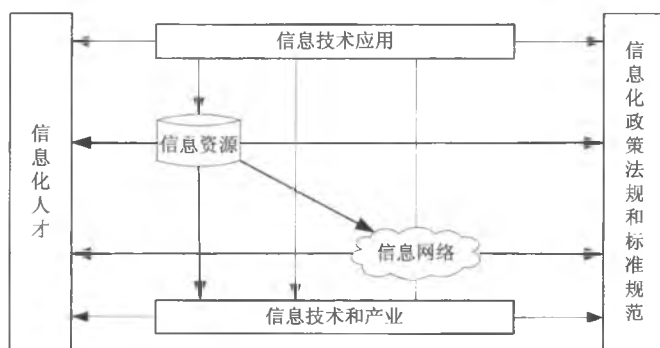 信息技术应用
信息化人才
信息资源
信息网络
信息技术和产业
信息化政策法规和标准规范